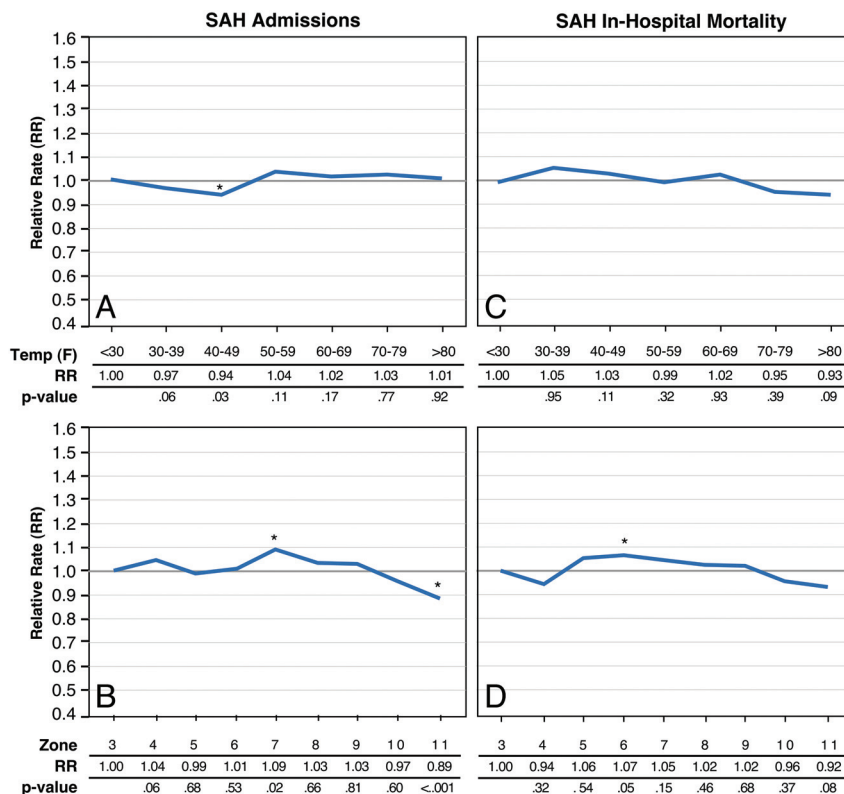 SAH Admissions
1.6
1.5
1.4
1.3
1.2
1.1
1.0
0.9
0.8
0.7
0.6
0.5
0.4
Relative Rate (RR)
*
A
Temp (F) <30 30-39 40-49 50-59 60-69 70-79 >80
RR 1.00 0.97 0.94 1.04 1.02 1.03 1.01
p-value .06 .03 .11 .17 .77 .92
SAH In-Hospital Mortality
C
<30 30-39 40-49 50-59 60-69 70-79 >80
1.00 1.05 1.03 0.99 1.02 0.95 0.93
.95 .11 .32 .93 .39 .09
1.6
1.5
1.4
1.3
1.2
1.1
1.0
0.9
0.8
0.7
0.6
0.5
0.4
Relative Rate (RR)
*
*
B
Zone 3 4 5 6 7 8 9 10 11
RR 1.00 1.04 0.99 1.01 1.09 1.03 1.03 0.97 0.89
p-value .06 .68 .53 .02 .66 .81 .60 <.001
*
D
3 4 5 6 7 8 9 10 11
1.00 0.94 1.06 1.07 1.05 1.02 1.02 0.96 0.92
.32 .54 .05 .15 .46 .68 .37 .08